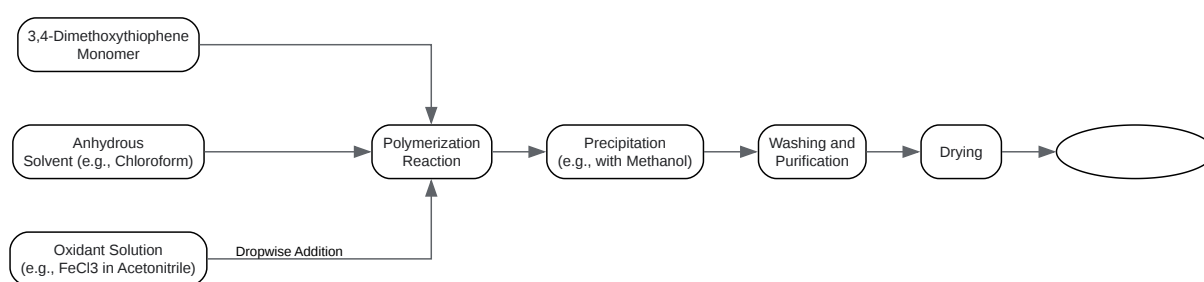 3,4-Dimethoxythiophene
Monomer
Anhydrous
Solvent (e.g., Chloroform)
Polymerization
Reaction
Precipitation
(e.g., with Methanol)
Washing and
Purification
Drying
Oxidant Solution
(e.g., FeCl3 in Acetonitrile)
Dropwise Addition